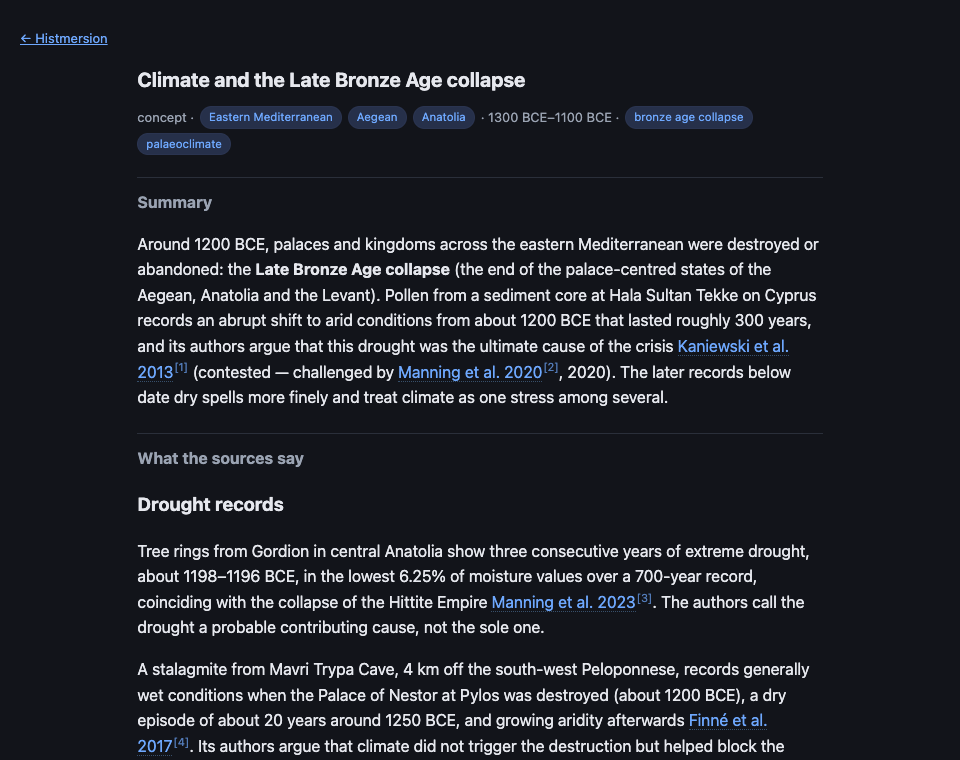 ← Histmersion
Climate and the Late Bronze Age collapse
concept · Eastern Mediterranean Aegean Anatolia · 1300 BCE–1100 BCE · bronze age collapse
palaeoclimate
Summary
Around 1200 BCE, palaces and kingdoms across the eastern Mediterranean were destroyed or
abandoned: the Late Bronze Age collapse (the end of the palace-centred states of the
Aegean, Anatolia and the Levant). Pollen from a sediment core at Hala Sultan Tekke on Cyprus
records an abrupt shift to arid conditions from about 1200 BCE that lasted roughly 300 years,
and its authors argue that this drought was the ultimate cause of the crisis Kaniewski et al.
2013[1] (contested — challenged by Manning et al. 2020[2], 2020). The later records below
date dry spells more finely and treat climate as one stress among several.
What the sources say
Drought records
Tree rings from Gordion in central Anatolia show three consecutive years of extreme drought,
about 1198–1196 BCE, in the lowest 6.25% of moisture values over a 700-year record,
coinciding with the collapse of the Hittite Empire Manning et al. 2023[3]. The authors call the
drought a probable contributing cause, not the sole one.
A stalagmite from Mavri Trypa Cave, 4 km off the south-west Peloponnese, records generally
wet conditions when the Palace of Nestor at Pylos was destroyed (about 1200 BCE), a dry
episode of about 20 years around 1250 BCE, and growing aridity afterwards Finné et al.
2017[4]. Its authors argue that climate did not trigger the destruction but helped block the